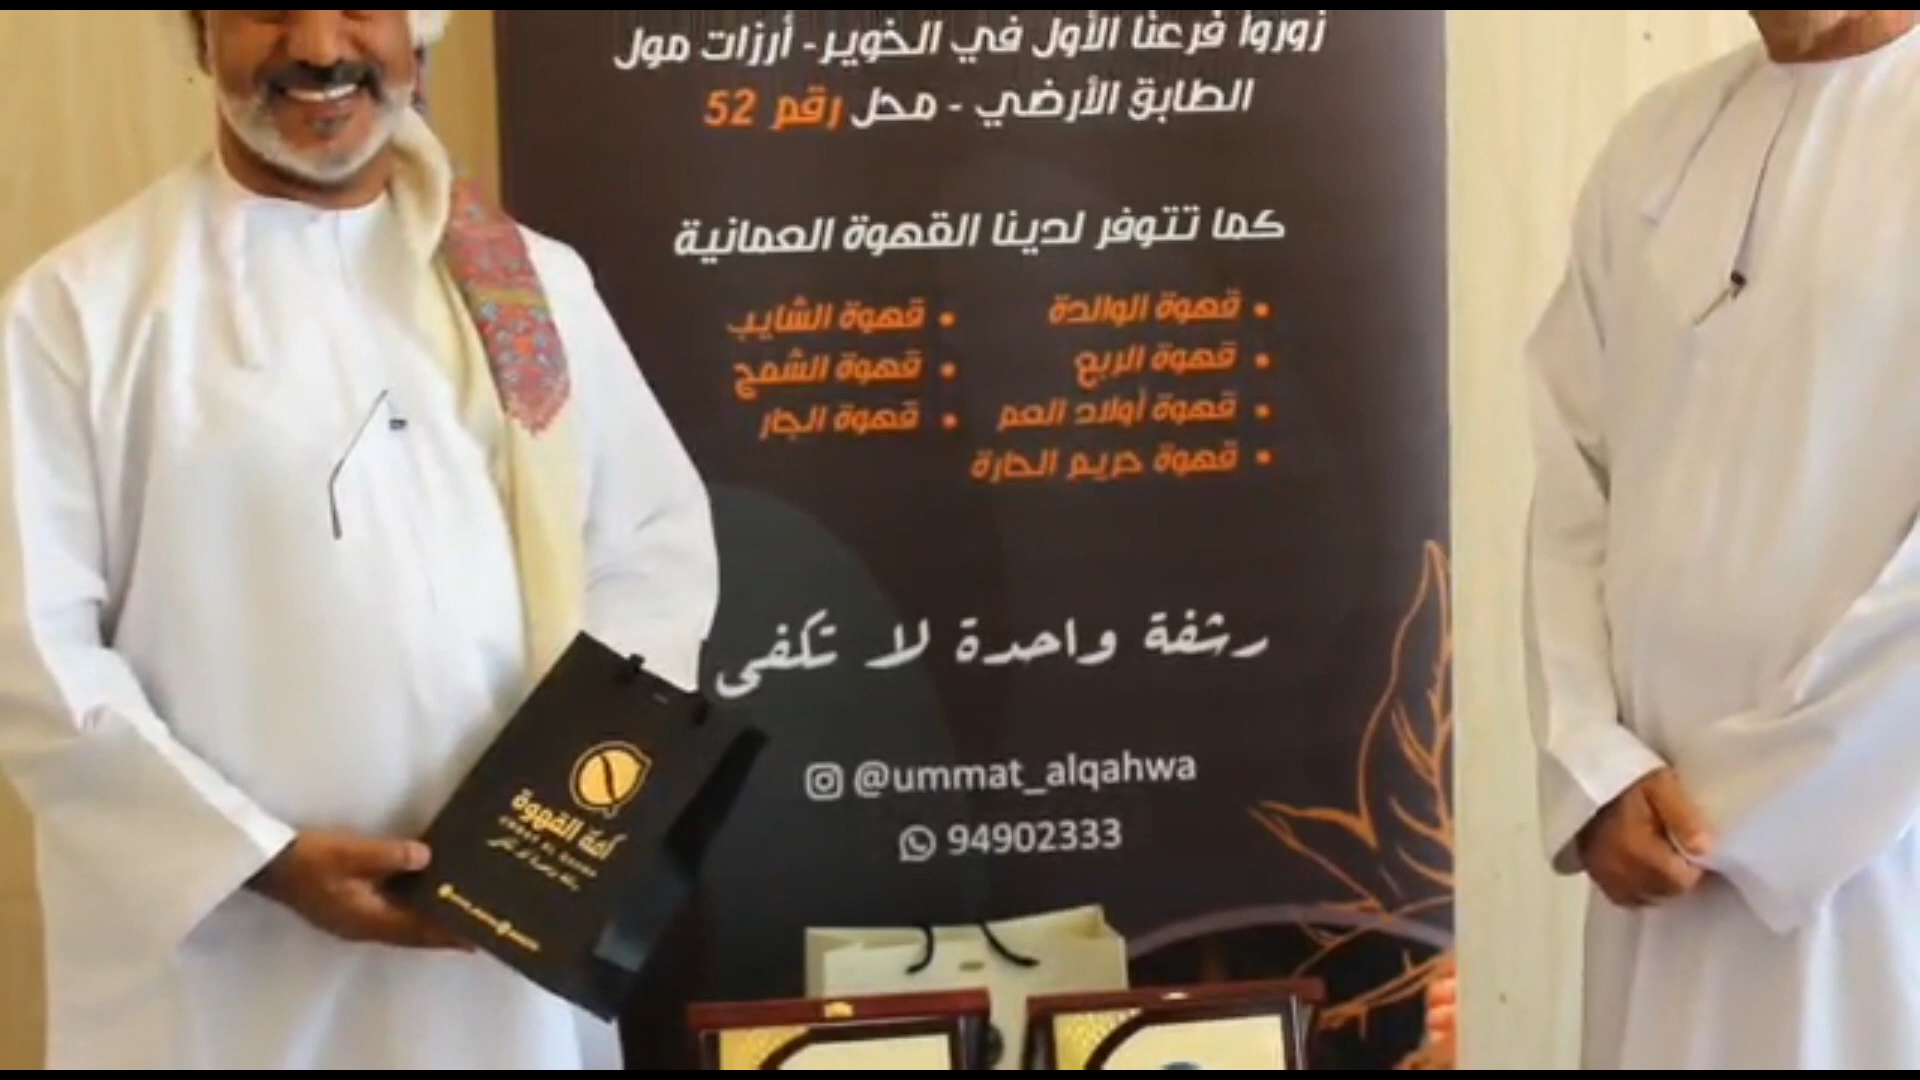 زوروا فرعنا الأول في الخوير- أرزات مول
الطابق الأرضي - محل رقم 52
كما تتوفر لدينا القهوة العمانية
• قهوة الوالدة
• قهوة الربع
• قهوة أولاد العم
• قهوة حريم الحارة
• قهوة الشايب
• قهوة الشمج
• قهوة الجار
رشفة واحدة لا تكفي
@ummat_alqahwa
94902333
أمة القهوة